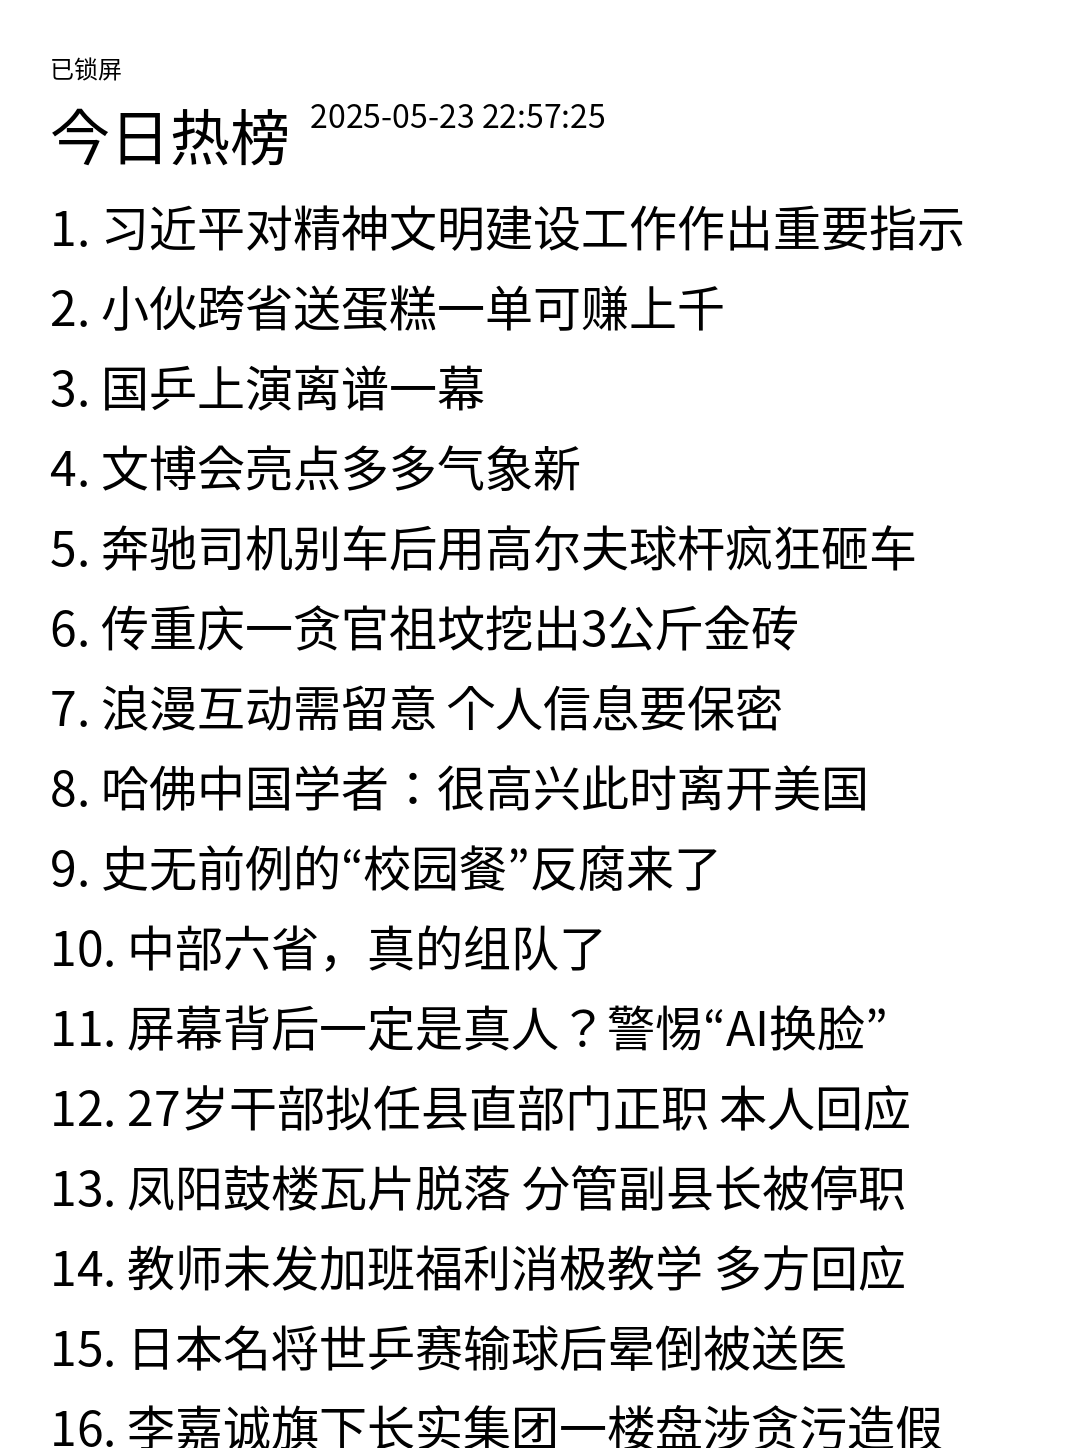 已锁屏
今日热榜 2025-05-23 22:57:25
1. 习近平对精神文明建设工作作出重要指示
2. 小伙跨省送蛋糕一单可赚上千
3. 国乒上演离谱一幕
4. 文博会亮点多多气象新
5. 奔驰司机别车后用高尔夫球杆疯狂砸车
6. 传重庆一贪官祖坟挖出3公斤金砖
7. 浪漫互动需留意 个人信息要保密
8. 哈佛中国学者：很高兴此时离开美国
9. 史无前例的“校园餐”反腐来了
10. 中部六省，真的组队了
11. 屏幕背后一定是真人？警惕“AI换脸”
12. 27岁干部拟任县直部门正职 本人回应
13. 凤阳鼓楼瓦片脱落 分管副县长被停职
14. 教师未发加班福利消极教学 多方回应
15. 日本名将世乒赛输球后晕倒被送医
16. 李嘉诚旗下长实集团一楼盘涉贪污造假